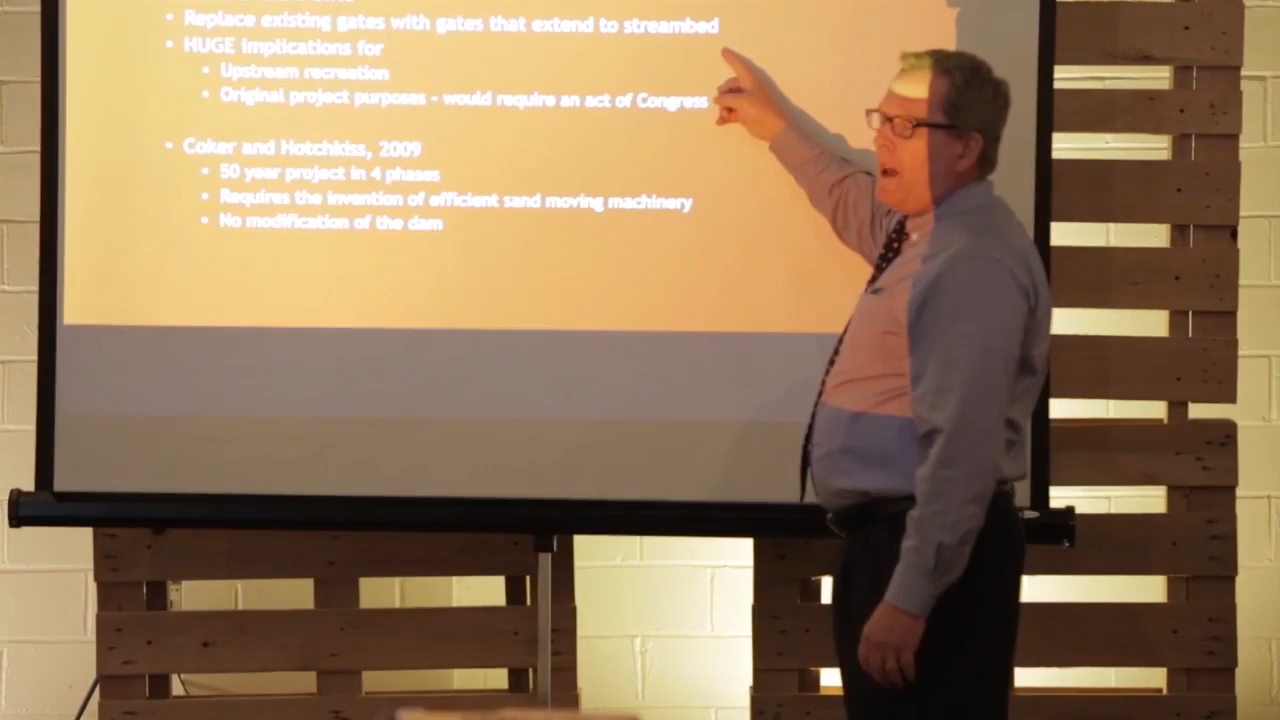 • Replace existing gates with gates that extend to streambed
• HUGE implications for
• Upstream recreation
• Original project purposes - would require an act of Congress
• Coker and Hotchkiss, 2009
• 50 year project in 4 phases
• Requires the invention of efficient sand moving machinery
• No modification of the dam